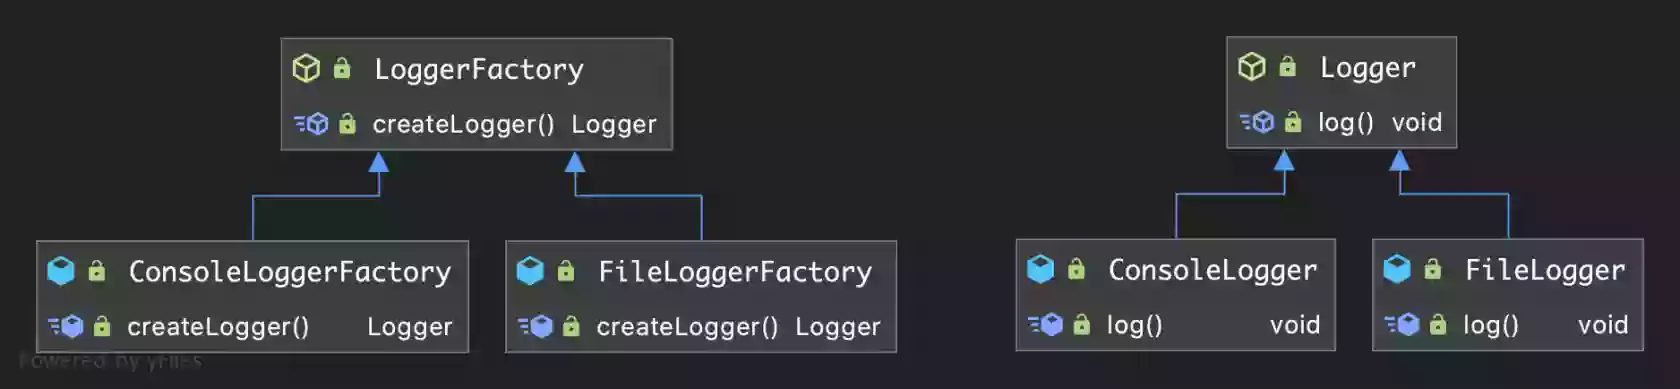 LoggerFactory
createLogger() Logger
Logger
log() void
ConsoleLoggerFactory
createLogger() Logger
FileLoggerFactory
createLogger() Logger
ConsoleLogger
log() void
FileLogger
log() void
Powered by yFiles